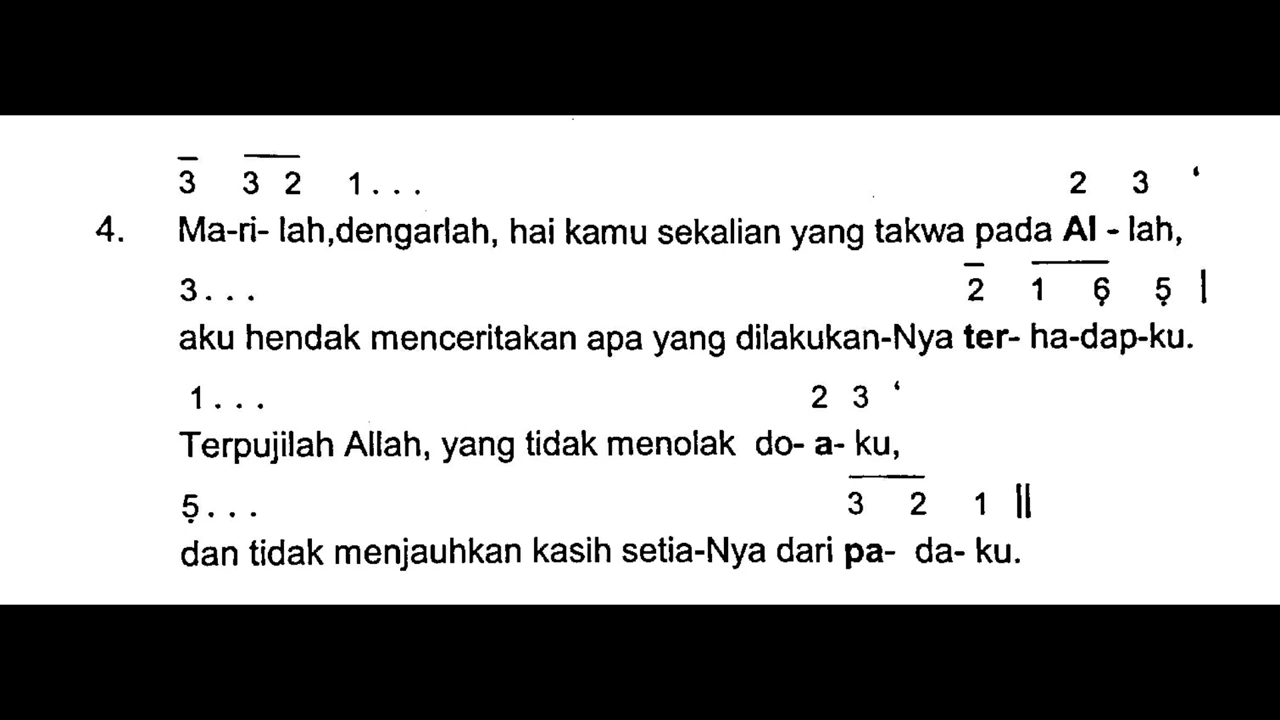 3 3 2 1 . . . 2 3 ‘
4. Ma-ri- lah,dengarlah, hai kamu sekalian yang takwa pada Al - lah,
3 . . . 2 1 6̣ 5̣ |
aku hendak menceritakan apa yang dilakukan-Nya ter- ha-dap-ku.
1 . . . 2 3 ‘
Terpujilah Allah, yang tidak menolak do- a- ku,
5̣ . . . 3 2 1 ||
dan tidak menjauhkan kasih setia-Nya dari pa- da- ku.